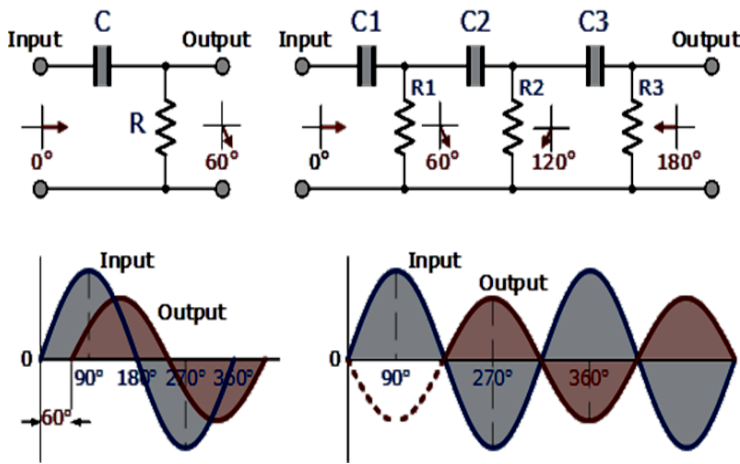 C
Input
Output
R
0°
60°
C1
C2
C3
Input
Output
R1
R2
R3
0°
60°
120°
180°
Input
Output
0
90°
180°
270°
360°
60°
Input
Output
0
90°
270°
360°